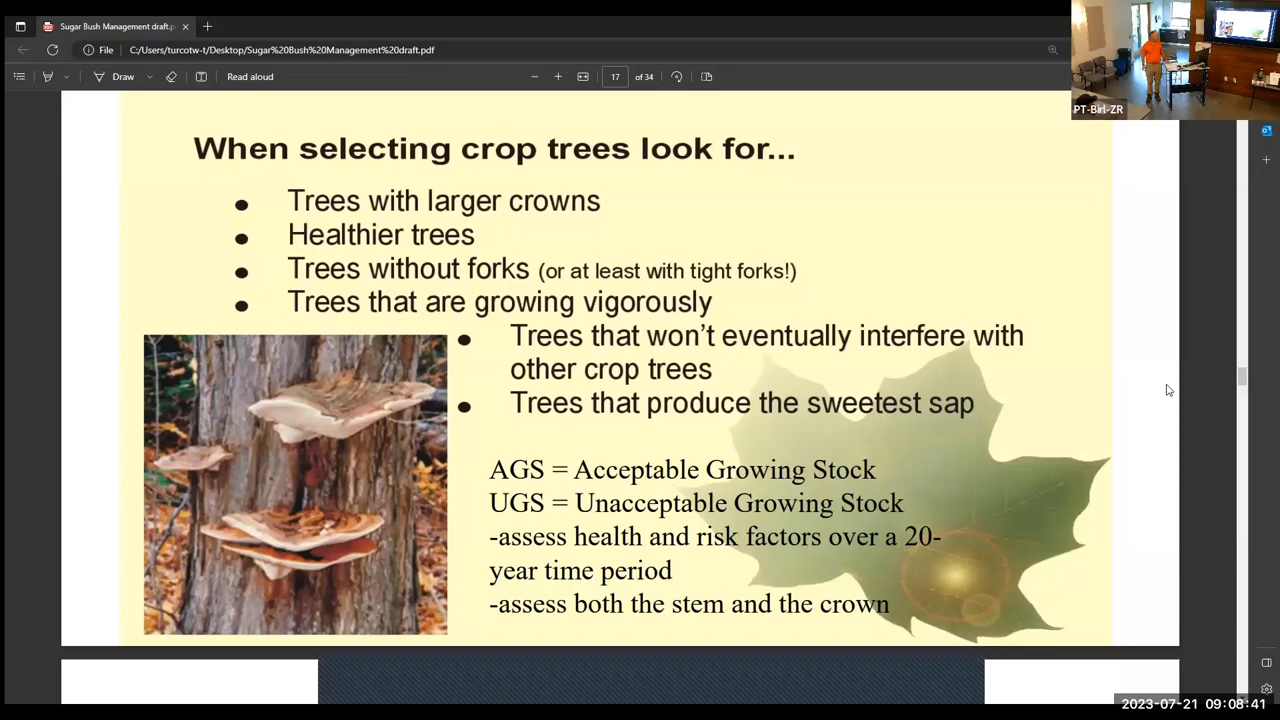 Sugar Bush Management draft.p
File
C:/Users/turcotw-t/Desktop/Sugar%20Bush%20Management%20draft.pdf
Draw
Read aloud
17
of 34
PT-Birl-ZR
When selecting crop trees look for...
• Trees with larger crowns
• Healthier trees
• Trees without forks (or at least with tight forks!)
• Trees that are growing vigorously
• Trees that won't eventually interfere with
other crop trees
• Trees that produce the sweetest sap
AGS = Acceptable Growing Stock
UGS = Unacceptable Growing Stock
-assess health and risk factors over a 20-
year time period
-assess both the stem and the crown
2023-07-21 09:08:41